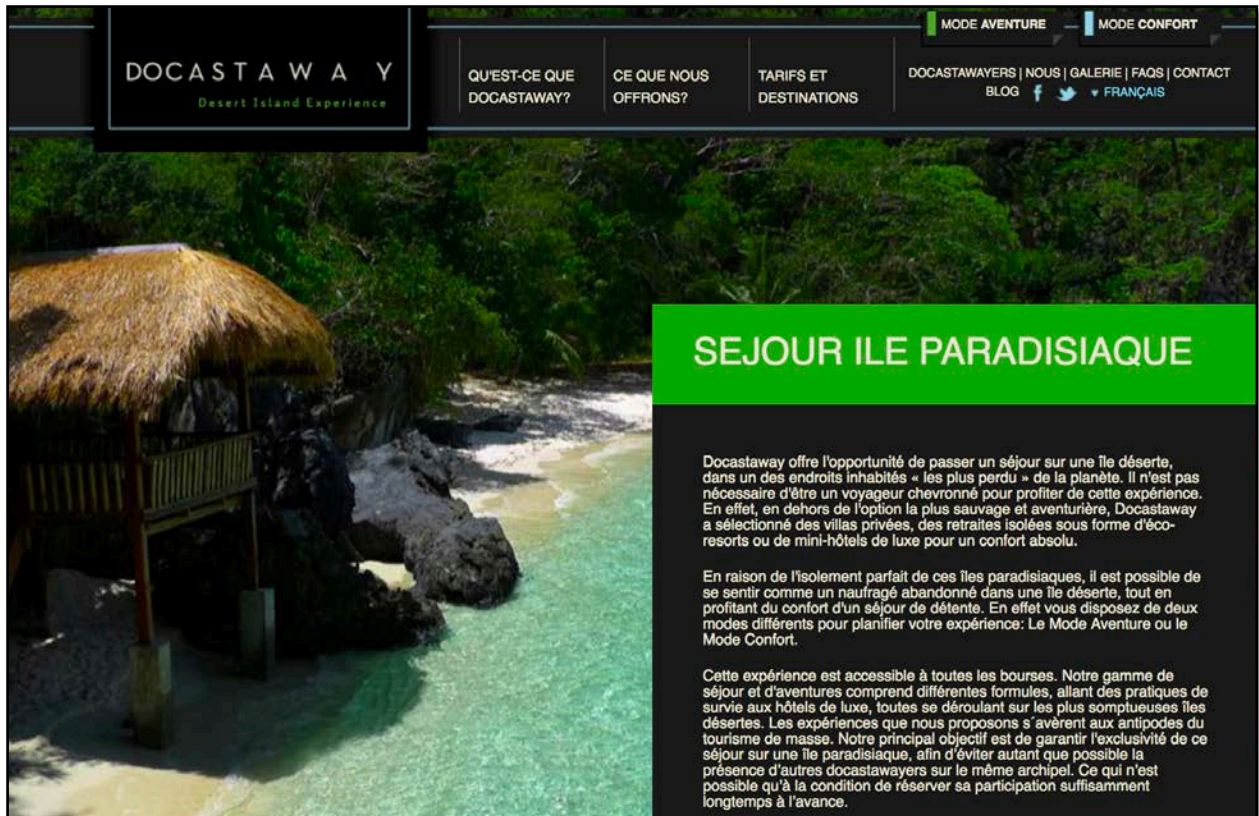 MODE AVENTURE
MODE CONFORT
DOCASTAWAY
Desert Island Experience
QU'EST-CE QUE
DOCASTAWAY?
CE QUE NOUS
OFFRONS?
TARIFS ET
DESTINATIONS
DOCASTAWAYERS | NOUS | GALERIE | FAQS | CONTACT
BLOG FRANÇAIS
SEJOUR ILE PARADISIAQUE
Docastaway offre l'opportunité de passer un séjour sur une île déserte,
dans un des endroits inhabités « les plus perdu » de la planète. Il n'est pas
nécessaire d'être un voyageur chevronné pour profiter de cette expérience.
En effet, en dehors de l'option la plus sauvage et aventurière, Docastaway
a sélectionné des villas privées, des retraites isolées sous forme d'éco-
resorts ou de mini-hôtels de luxe pour un confort absolu.
En raison de l'isolement parfait de ces îles paradisiaques, il est possible de
se sentir comme un naufragé abandonné dans une île déserte, tout en
profitant du confort d'un séjour de détente. En effet vous disposez de deux
modes différents pour planifier votre expérience: Le Mode Aventure ou le
Mode Confort.
Cette expérience est accessible à toutes les bourses. Notre gamme de
séjour et d'aventures comprend différentes formules, allant des pratiques de
survie aux hôtels de luxe, toutes se déroulant sur les plus somptueuses îles
désertes. Les expériences que nous proposons s´avèrent aux antipodes du
tourisme de masse. Notre principal objectif est de garantir l'exclusivité de ce
séjour sur une île paradisiaque, afin d'éviter autant que possible la
présence d'autres docastawayers sur le même archipel. Ce qui n'est
possible qu'à la condition de réserver sa participation suffisamment
longtemps à l'avance.